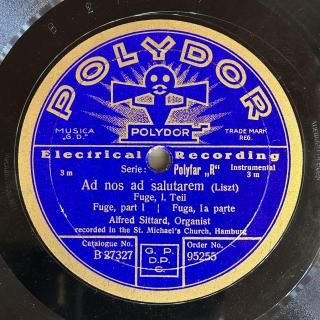 POLYDOR
MUSICA
"G.D."
POLYDOR
TRADE MARK
REG.
Electrical Recording
3 m
Serie: Polyfar „R“
Instrumental
3 m
Ad nos ad salutarem (Liszt)
Fuge, I. Teil
Fuge, part I | Fuga, 1a parte
Alfred Sittard, Organist
recorded in the St. Michael's Church, Hamburg
Catalogue No.
B 27327
G. P.
D.P.
G.
Order No.
95255